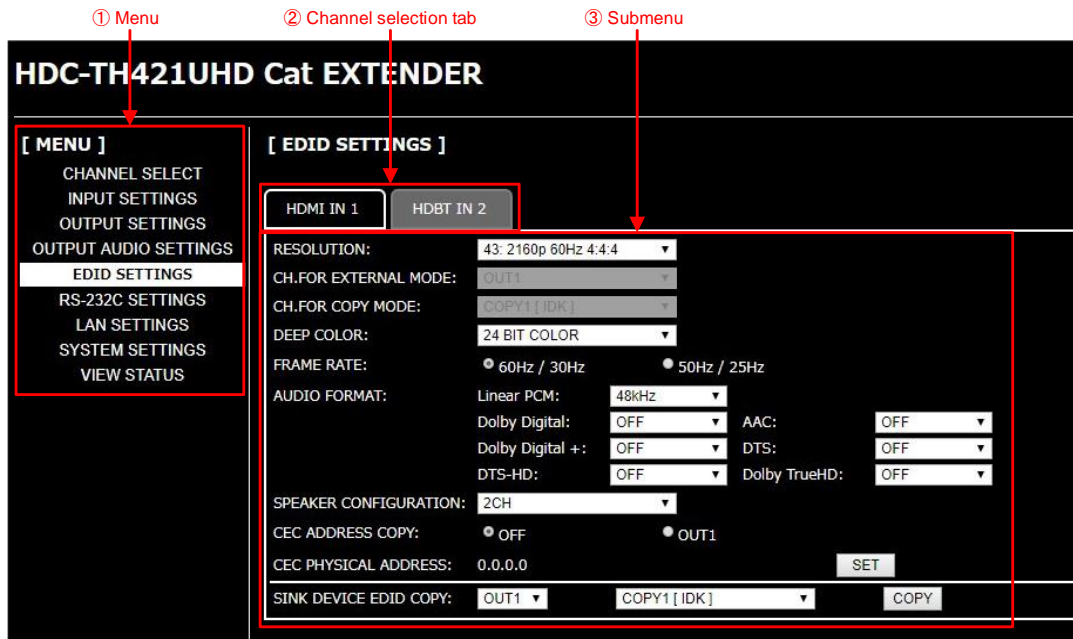 ① Menu
② Channel selection tab
③ Submenu
HDC-TH421UHD Cat EXTENDER
[ MENU ]
CHANNEL SELECT
INPUT SETTINGS
OUTPUT SETTINGS
OUTPUT AUDIO SETTINGS
EDID SETTINGS
RS-232C SETTINGS
LAN SETTINGS
SYSTEM SETTINGS
VIEW STATUS
[ EDID SETTINGS ]
HDMI IN 1 HDBT IN 2
RESOLUTION: 43: 2160p 60Hz 4:4:4
CH.FOR EXTERNAL MODE: OUT1
CH.FOR COPY MODE: COPY1 [ IDK ]
DEEP COLOR: 24 BIT COLOR
FRAME RATE: 60Hz / 30Hz 50Hz / 25Hz
AUDIO FORMAT: Linear PCM: 48kHz
Dolby Digital: OFF AAC: OFF
Dolby Digital +: OFF DTS: OFF
DTS-HD: OFF Dolby TrueHD: OFF
SPEAKER CONFIGURATION: 2CH
CEC ADDRESS COPY: OFF OUT1
CEC PHYSICAL ADDRESS: 0.0.0.0 SET
SINK DEVICE EDID COPY: OUT1 COPY1 [ IDK ] COPY